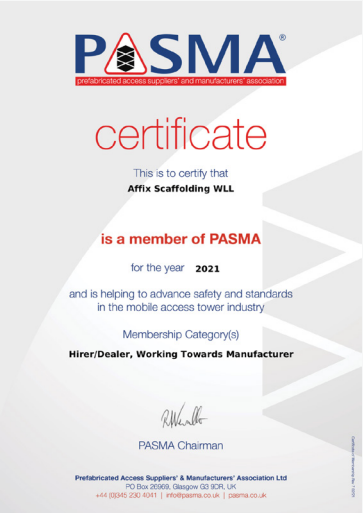 PASMA®
prefabricated access suppliers' and manufacturers' association
certificate
This is to certify that
Affix Scaffolding WLL
is a member of PASMA
for the year 2021
and is helping to advance safety and standards
in the mobile access tower industry
Membership Category(s)
Hirer/Dealer, Working Towards Manufacturer
PASMA Chairman
Prefabricated Access Suppliers' & Manufacturers' Association Ltd
PO Box 26969, Glasgow G3 9DR, UK
+44 (0)345 230 4041 | info@pasma.co.uk | pasma.co.uk